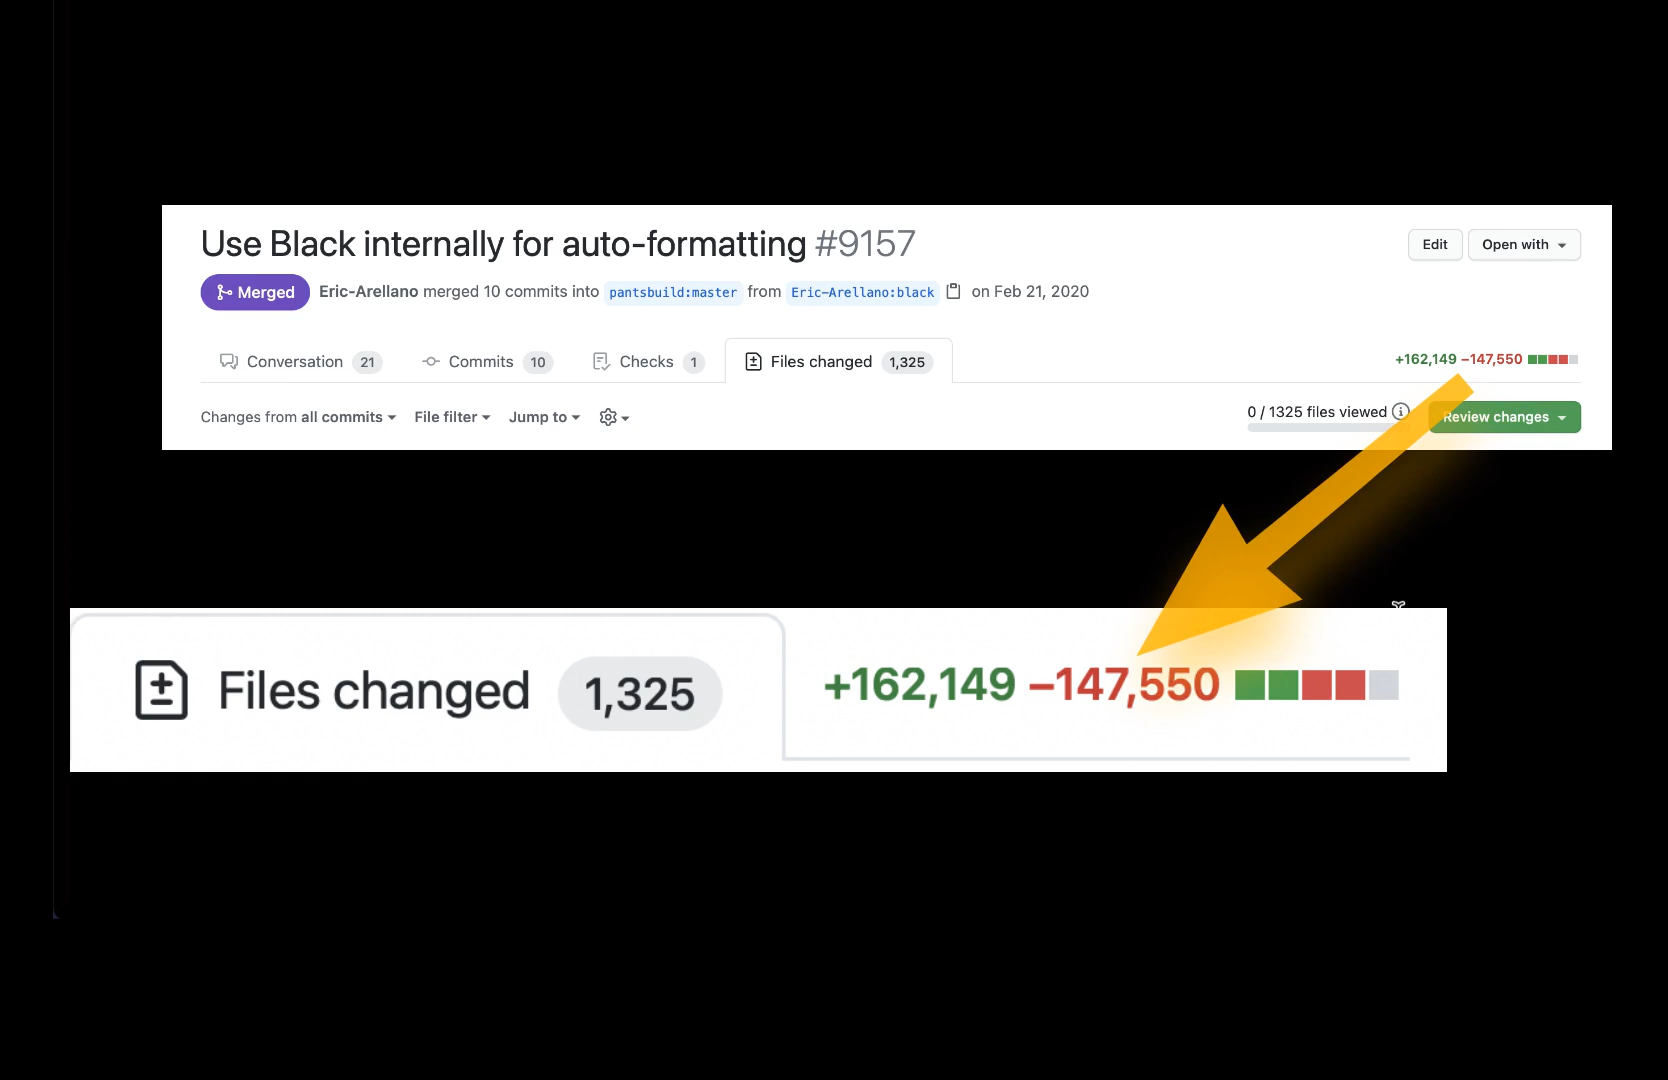 Use Black internally for auto-formatting #9157
Edit Open with
Merged Eric-Arellano merged 10 commits into pantsbuild:master from Eric-Arellano:black on Feb 21, 2020
Conversation 21 Commits 10 Checks 1 Files changed 1,325 +162,149 −147,550
Changes from all commits File filter Jump to 0 / 1325 files viewed Review changes
Files changed 1,325 +162,149 −147,550